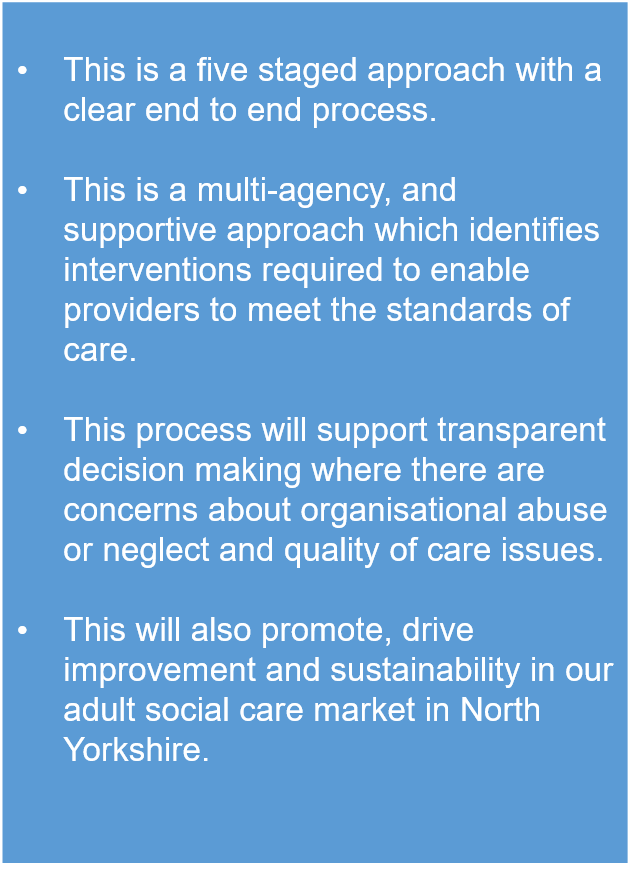 • This is a five staged approach with a
clear end to end process.
• This is a multi-agency, and
supportive approach which identifies
interventions required to enable
providers to meet the standards of
care.
• This process will support transparent
decision making where there are
concerns about organisational abuse
or neglect and quality of care issues.
• This will also promote, drive
improvement and sustainability in our
adult social care market in North
Yorkshire.